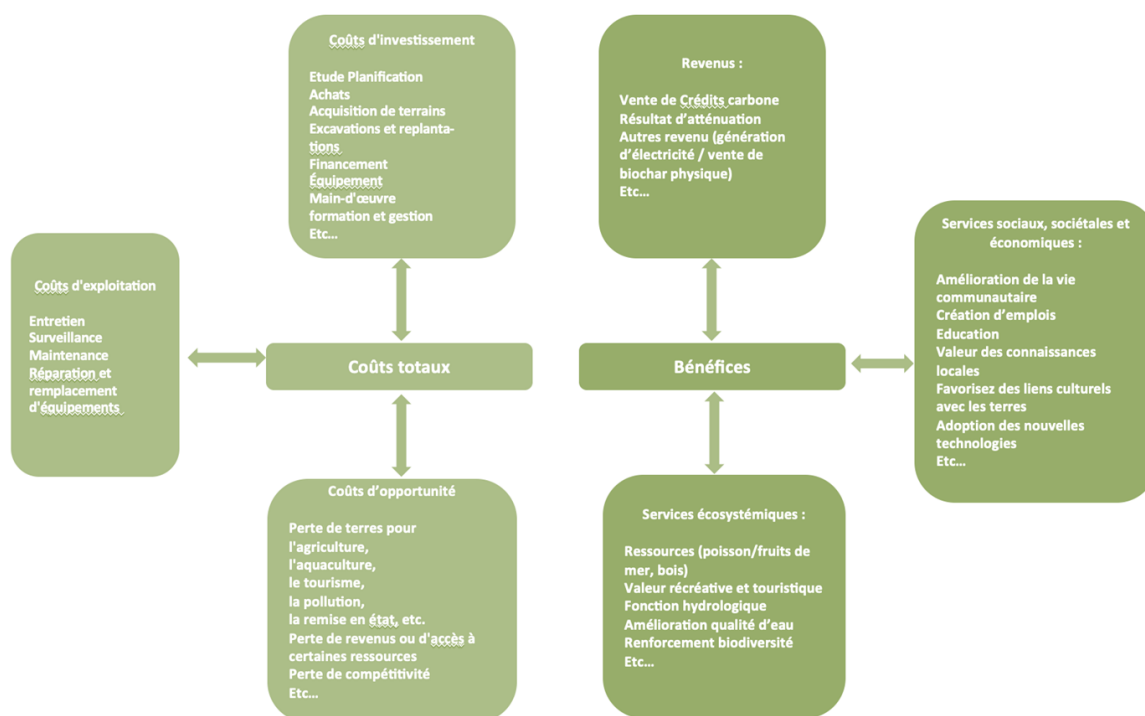 Coûts d'investissement
Etude Planification
Achats
Acquisition de terrains
Excavations et replanta-
tions
Financement
Équipement
Main-d'œuvre
formation et gestion
Etc...
Revenus :
Vente de Crédits carbone
Résultat d'atténuation
Autres revenu (génération
d'électricité / vente de
biochar physique)
Etc...
Coûts d'exploitation
Entretien
Surveillance
Maintenance
Réparation et
remplacement
d'équipements
Coûts totaux
Bénéfices
Services sociaux, sociétales et
économiques :
Amélioration de la vie
communautaire
Création d'emplois
Education
Valeur des connaissances
locales
Favorisez des liens culturels
avec les terres
Adoption des nouvelles
technologies
Etc...
Coûts d'opportunité
Perte de terres pour
l'agriculture,
l'aquaculture,
le tourisme,
la pollution,
la remise en état, etc.
Perte de revenus ou d'accès à
certaines ressources
Perte de compétitivité
Etc...
Services écosystémiques :
Ressources (poisson/fruits de
mer, bois)
Valeur récréative et touristique
Fonction hydrologique
Amélioration qualité d'eau
Renforcement biodiversité
Etc...